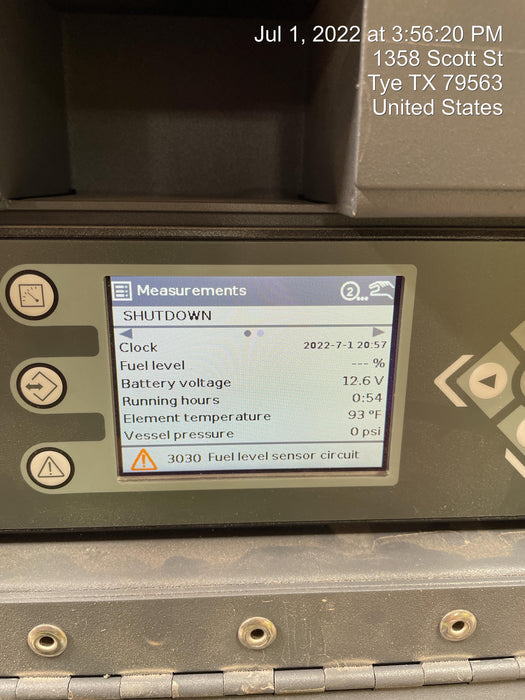 Jul 1, 2022 at 3:56:20 PM
1358 Scott St
Tye TX 79563
United States
Measurements 2...
SHUTDOWN
Clock 2022-7-1 20:57
Fuel level --- %
Battery voltage 12.6 V
Running hours 0:54
Element temperature 93 °F
Vessel pressure 0 psi
3030 Fuel level sensor circuit